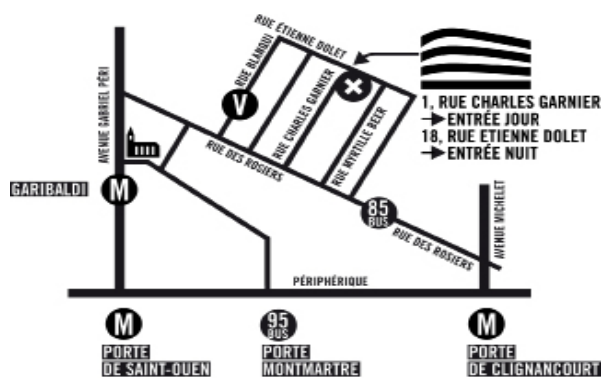 RUE ÉTIENNE DOLET
RUE BLANQUI
V
RUE CHARLES GARNIER
RUE MYRTILLE BEER
1, RUE CHARLES GARNIER
ENTRÉE JOUR
18, RUE ETIENNE DOLET
ENTRÉE NUIT
AVENUE GABRIEL PÉRI
RUE DES ROSIERS
GARIBALDI
M
85
BUS
RUE DES ROSIERS
AVENUE MICHELET
PÉRIPHÉRIQUE
M
PORTE
DE SAINT-OUEN
95
BUS
PORTE
MONTMARTRE
M
PORTE
DE CLIGNANCOURT